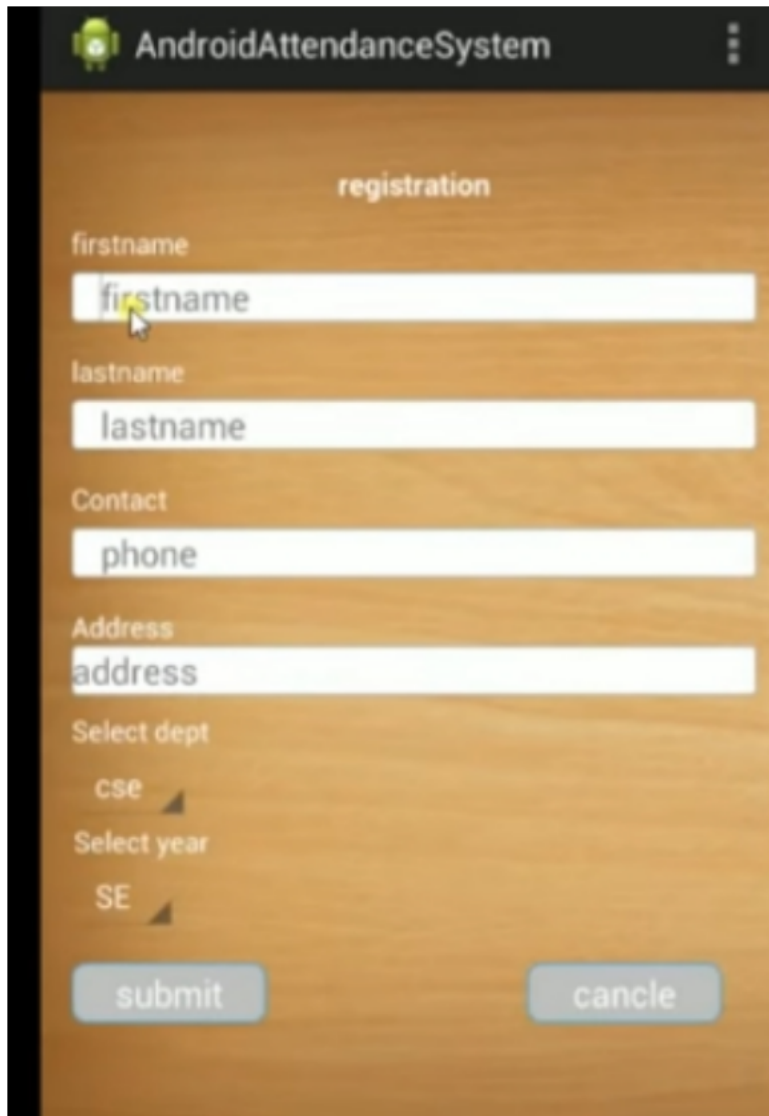 AndroidAttendanceSystem
registration
firstname
firstname
lastname
lastname
Contact
phone
Address
address
Select dept
cse
Select year
SE
submit
cancle